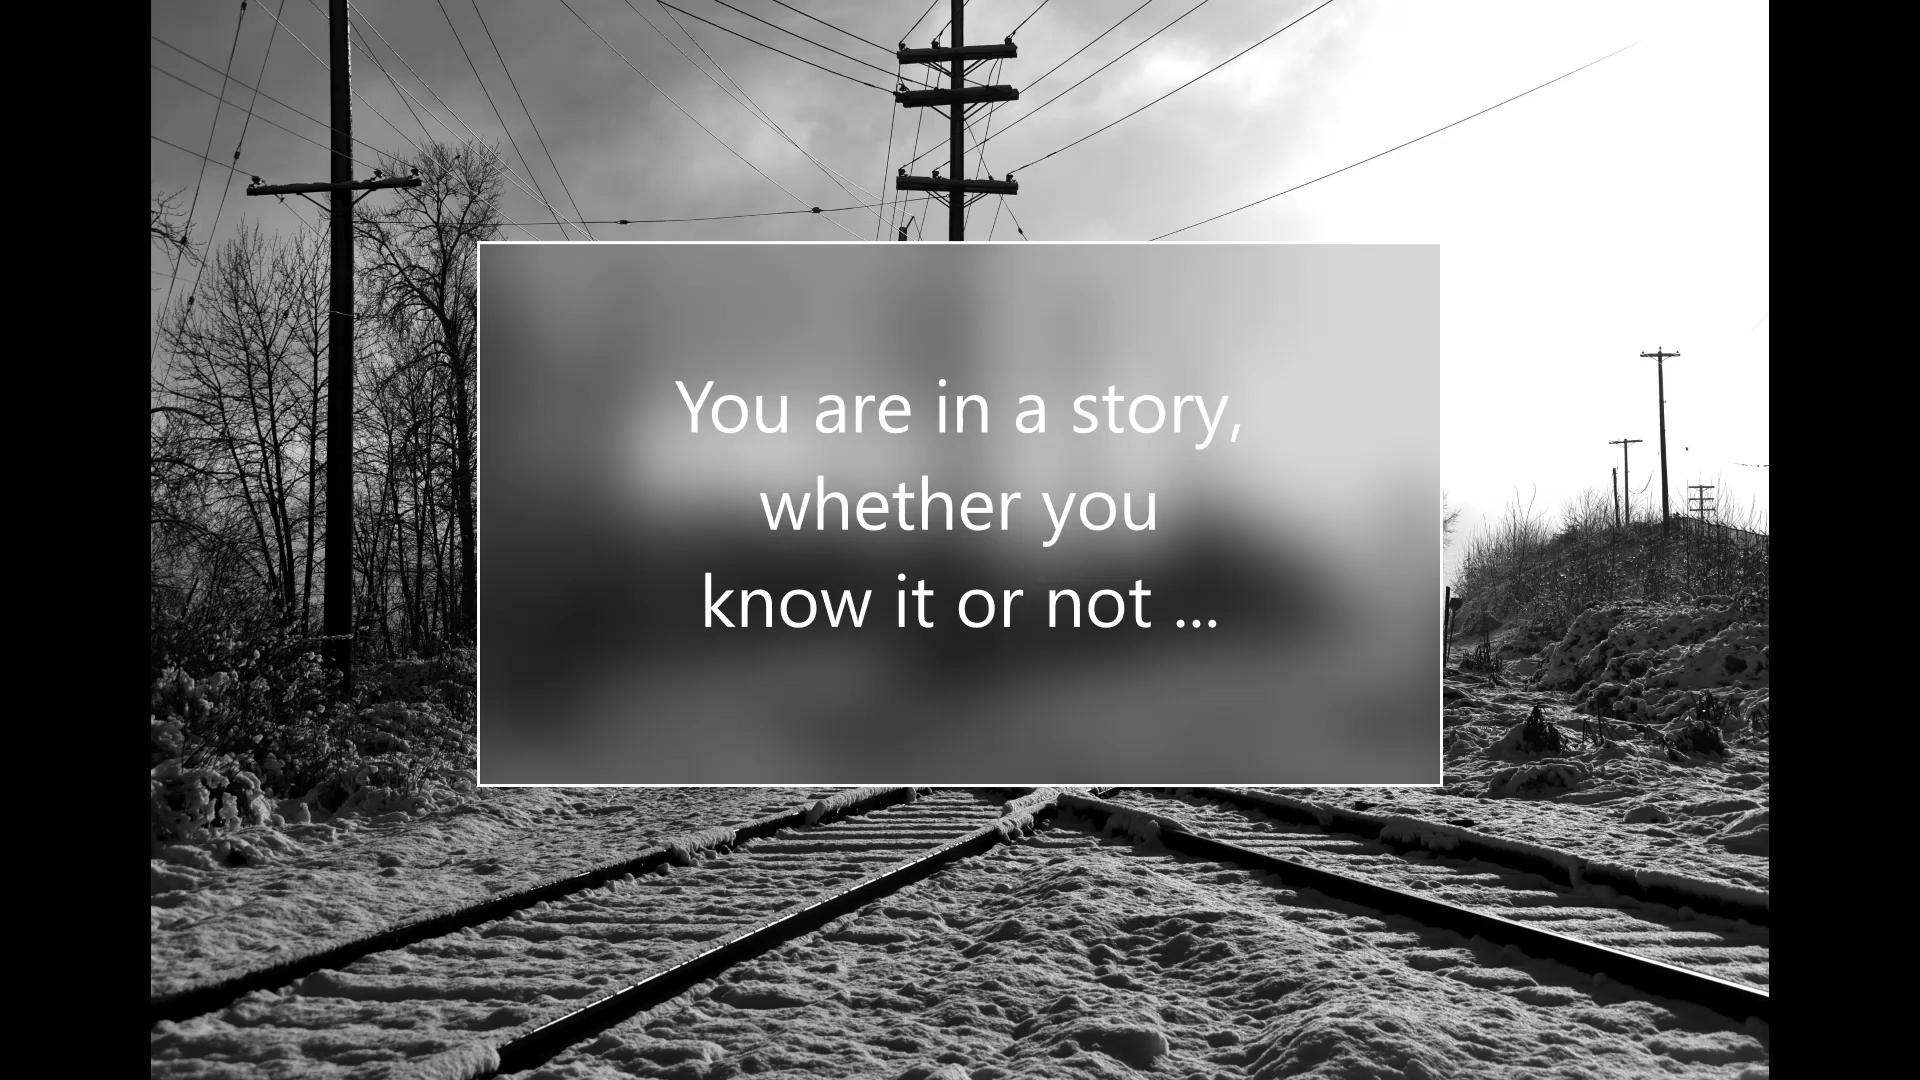 You are in a story,
whether you
know it or not ...